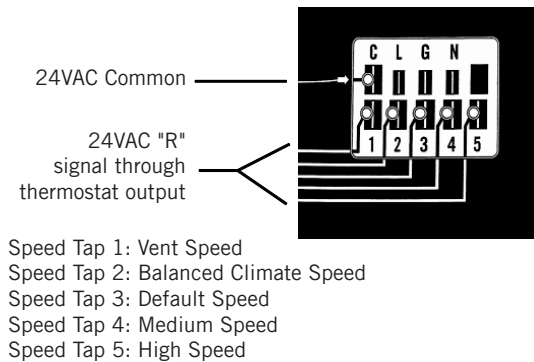 C L G N
24VAC Common
24VAC "R"
signal through
thermostat output
1 2 3 4 5
Speed Tap 1: Vent Speed
Speed Tap 2: Balanced Climate Speed
Speed Tap 3: Default Speed
Speed Tap 4: Medium Speed
Speed Tap 5: High Speed